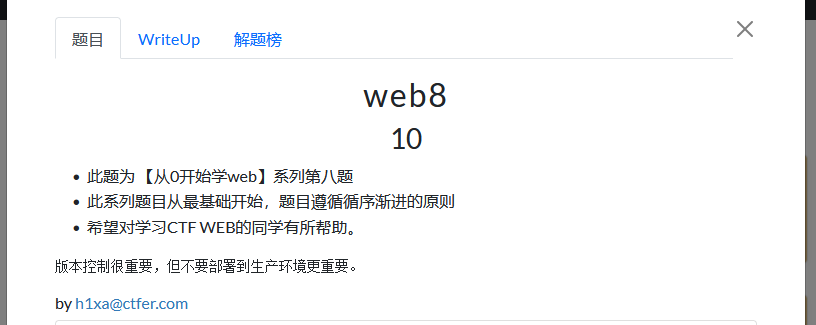 题目 WriteUp 解题榜
web8
10
此题为 【从0开始学web】系列第八题
此系列题目从最基础开始，题目遵循循序渐进的原则
希望对学习CTF WEB的同学有所帮助。
版本控制很重要，但不要部署到生产环境更重要。
by h1xa@ctfer.com